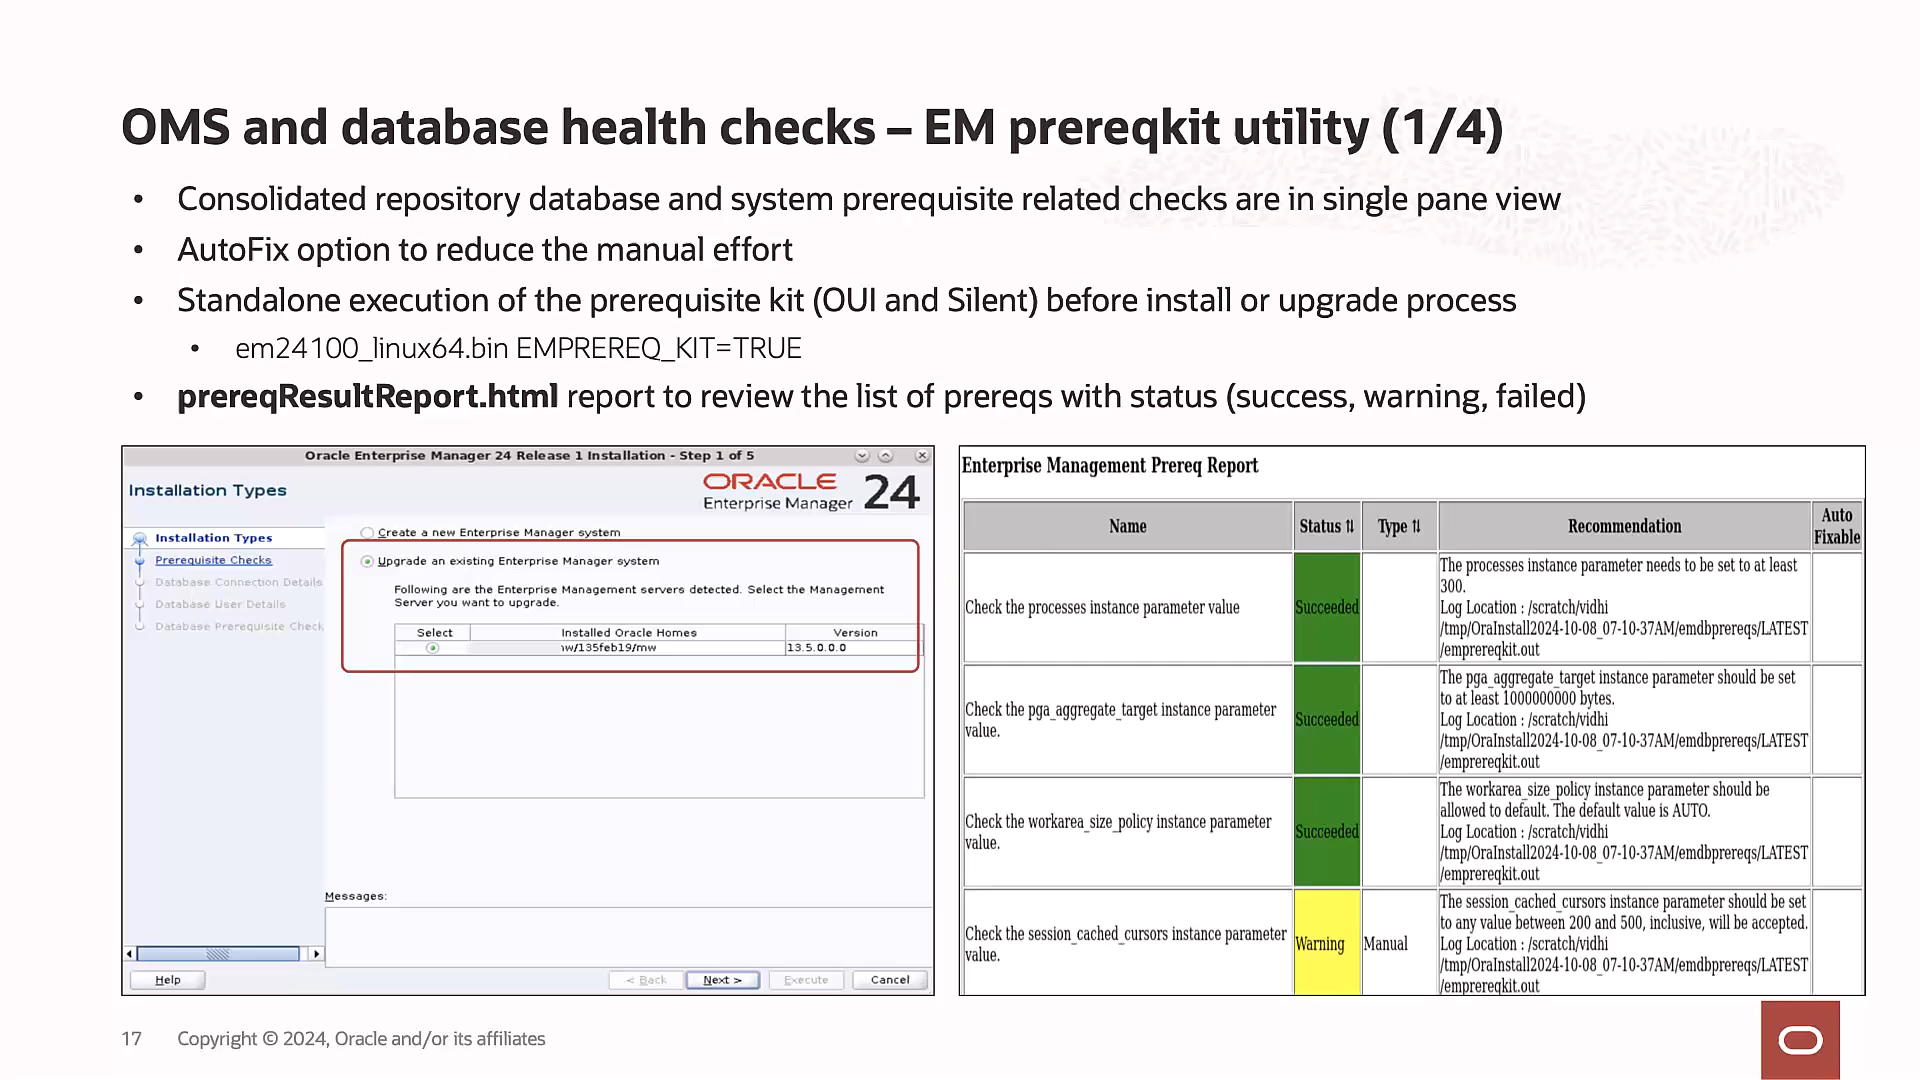 OMS and database health checks – EM prereqkit utility (1/4)
• Consolidated repository database and system prerequisite related checks are in single pane view
• AutoFix option to reduce the manual effort
• Standalone execution of the prerequisite kit (OUI and Silent) before install or upgrade process
• em24100_linux64.bin EMPREREQ_KIT=TRUE
• prereqResultReport.html report to review the list of prereqs with status (success, warning, failed)
Oracle Enterprise Manager 24 Release 1 Installation - Step 1 of 5
Installation Types
ORACLE
Enterprise Manager 24
Installation Types
Prerequisite Checks
Database Connection Details
Database User Details
Database Prerequisite Check
Create a new Enterprise Manager system
Upgrade an existing Enterprise Manager system
Following are the Enterprise Management servers detected. Select the Management
Server you want to upgrade.
Select Installed Oracle Homes Version
w/135feb19/mw 13.5.0.0.0
Messages:
Help < Back Next > Execute Cancel
Enterprise Management Prereq Report
Name Status ⇅ Type ⇅ Recommendation Auto
Fixable
Check the processes instance parameter value
Succeeded
The processes instance parameter needs to be set to at least
300.
Log Location : /scratch/vidhi
/tmp/OraInstall2024-10-08_07-10-37AM/emdbprereqs/LATEST
/emprereqkit.out
Check the pga_aggregate_target instance parameter
value.
Succeeded
The pga_aggregate_target instance parameter should be set
to at least 1000000000 bytes.
Log Location : /scratch/vidhi
/tmp/OraInstall2024-10-08_07-10-37AM/emdbprereqs/LATEST
/emprereqkit.out
Check the workarea_size_policy instance parameter
value.
Succeeded
The workarea_size_policy instance parameter should be
allowed to default. The default value is AUTO.
Log Location : /scratch/vidhi
/tmp/OraInstall2024-10-08_07-10-37AM/emdbprereqs/LATEST
/emprereqkit.out
Check the session_cached_cursors instance parameter
value.
Warning
Manual
The session_cached_cursors instance parameter should be set
to any value between 200 and 500, inclusive, will be accepted.
Log Location : /scratch/vidhi
/tmp/OraInstall2024-10-08_07-10-37AM/emdbprereqs/LATEST
/emprereqkit.out
17 Copyright © 2024, Oracle and/or its affiliates